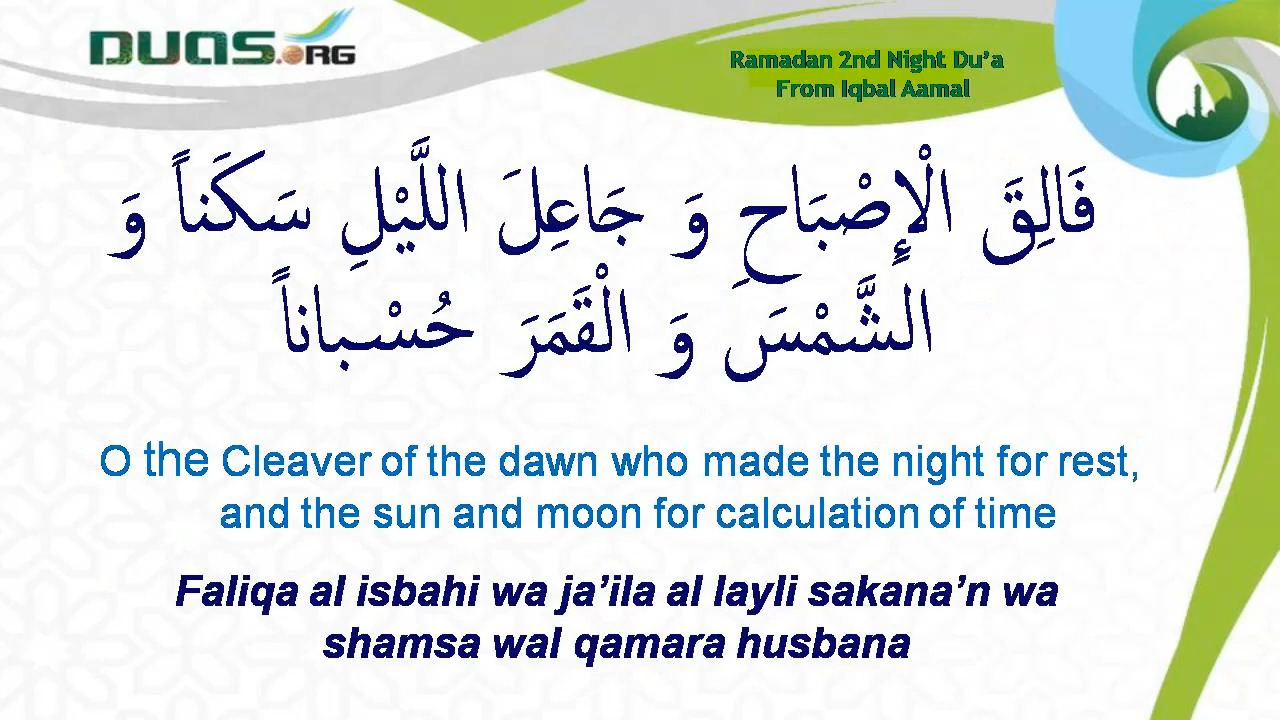 DUAS.ORG
Ramadan 2nd Night Du’a
From Iqbal Aamal
فَالِقَ الْإِصْبَاحِ وَ جَاعِلَ اللَّيْلِ سَكَناً وَ
الشَّمْسَ وَ الْقَمَرَ حُسْباناً
O the Cleaver of the dawn who made the night for rest,
and the sun and moon for calculation of time
Faliqa al isbahi wa ja’ila al layli sakana’n wa
shamsa wal qamara husbana